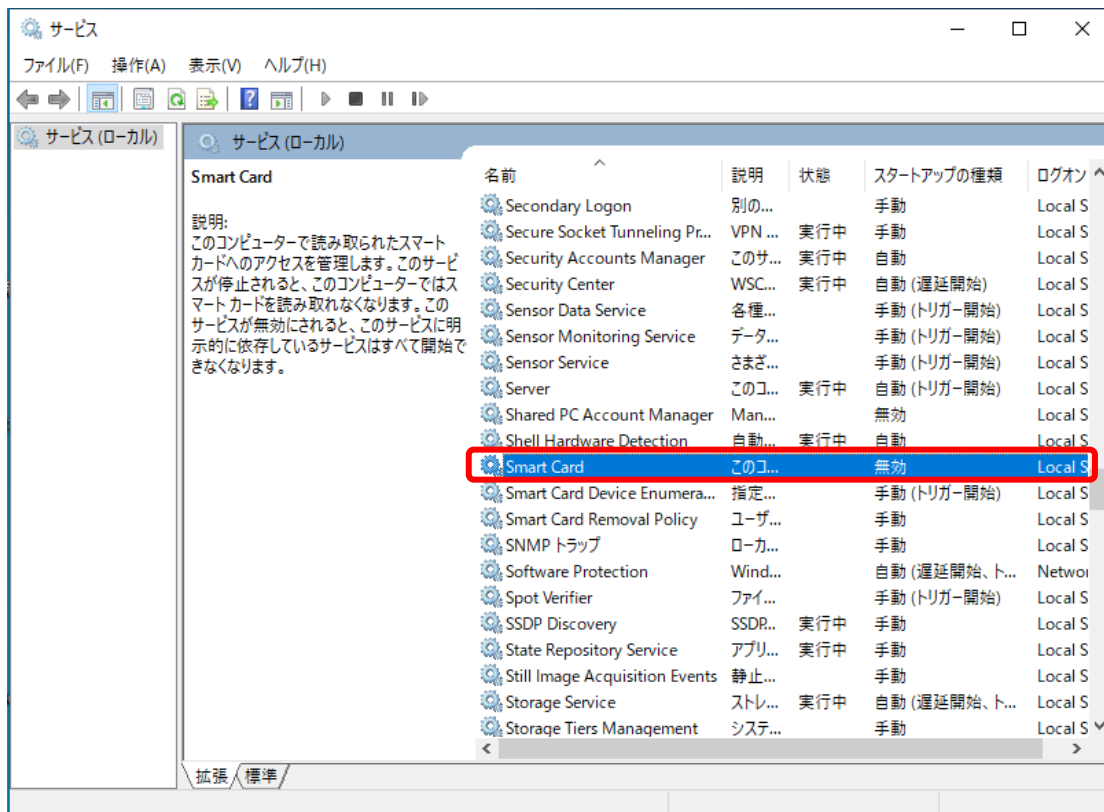 サービス
ファイル(F) 操作(A) 表示(V) ヘルプ(H)
サービス (ローカル)
サービス (ローカル)
Smart Card
説明:
このコンピューターで読み取られたスマート
カードへのアクセスを管理します。このサービ
スが停止されると、このコンピューターではス
マート カードを読み取れなくなります。この
サービスが無効にされると、このサービスに明
示的に依存しているサービスはすべて開始で
きなくなります。
名前 説明 状態 スタートアップの種類 ログオン
Secondary Logon 別の... 手動 Local S
Secure Socket Tunneling Pr... VPN ... 実行中 手動 Local S
Security Accounts Manager このサ... 実行中 自動 Local S
Security Center WSC... 実行中 自動 (遅延開始) Local S
Sensor Data Service 各種... 手動 (トリガー開始) Local S
Sensor Monitoring Service データ... 手動 (トリガー開始) Local S
Sensor Service さまざ... 手動 (トリガー開始) Local S
Server このコ... 実行中 自動 (トリガー開始) Local S
Shared PC Account Manager Man... 無効 Local S
Shell Hardware Detection 自動... 実行中 自動 Local S
Smart Card このコ... 無効 Local S
Smart Card Device Enumera... 指定... 手動 (トリガー開始) Local S
Smart Card Removal Policy ユーザ... 手動 Local S
SNMP トラップ ローカ... 手動 Local S
Software Protection Wind... 自動 (遅延開始、ト... Networ
Spot Verifier ファイ... 手動 (トリガー開始) Local S
SSDP Discovery SSDP... 実行中 手動 Local S
State Repository Service アプリ... 実行中 手動 Local S
Still Image Acquisition Events 静止... 手動 Local S
Storage Service ストレ... 実行中 自動 (遅延開始、ト... Local S
Storage Tiers Management システ... 手動 Local S
拡張 標準